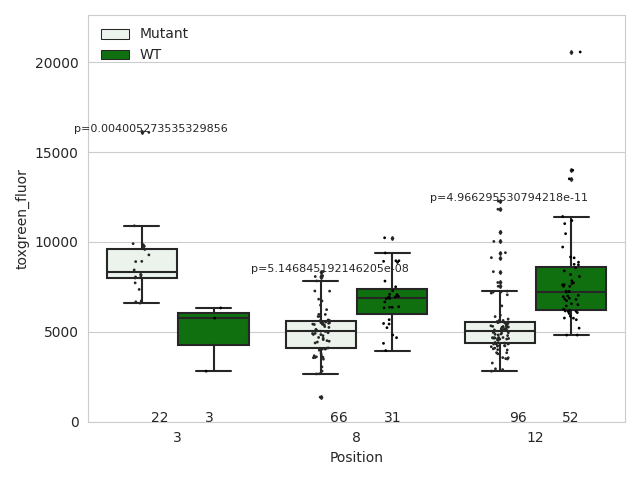 Mutant
WT
20000
15000
10000
5000
0
toxgreen_fluor
p=0.004005273535329856
p=5.146845192146205e-08
p=4.966295530794218e-11
22 3 66 31 96 52
3 8 12
Position